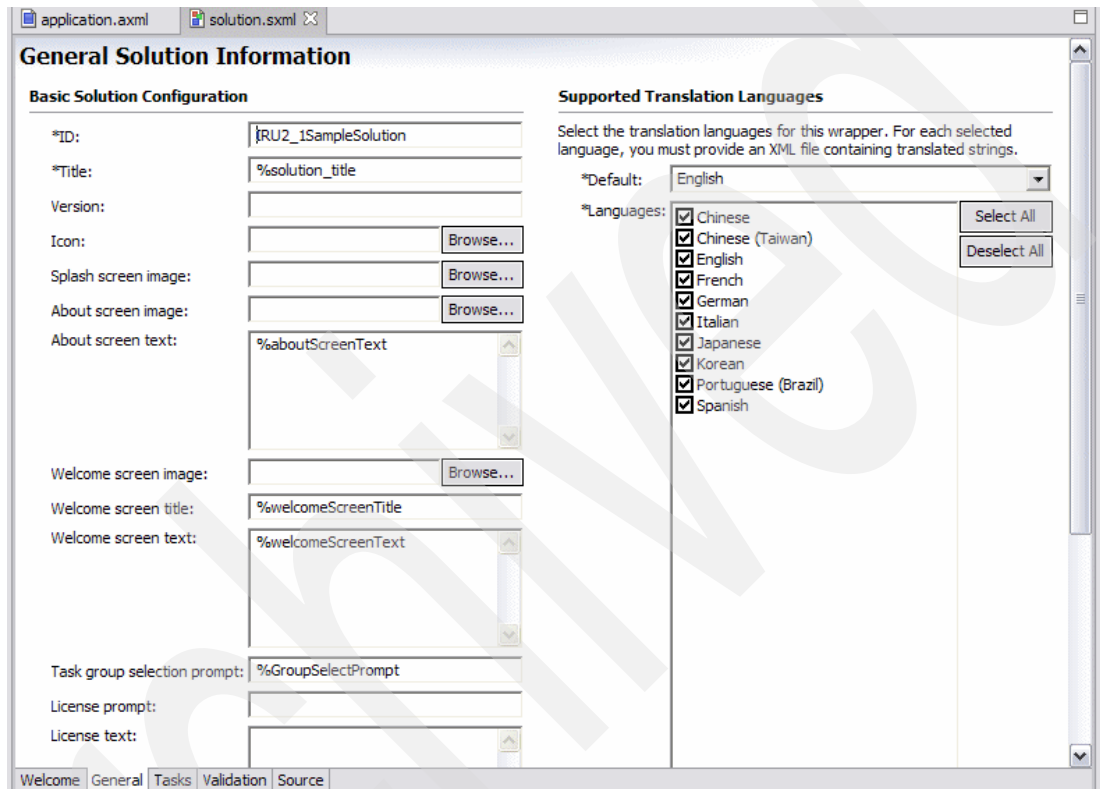 application.axml
solution.sxml
General Solution Information
Basic Solution Configuration
*ID:
IRU2_1SampleSolution
*Title:
%solution_title
Version:
Icon:
Browse...
Splash screen image:
Browse...
About screen image:
Browse...
About screen text:
%aboutScreenText
Welcome screen image:
Browse...
Welcome screen title:
%welcomeScreenTitle
Welcome screen text:
%welcomeScreenText
Task group selection prompt:
%GroupSelectPrompt
License prompt:
License text:
Supported Translation Languages
Select the translation languages for this wrapper. For each selected
language, you must provide an XML file containing translated strings.
*Default:
English
*Languages:
Chinese
Chinese (Taiwan)
English
French
German
Italian
Japanese
Korean
Portuguese (Brazil)
Spanish
Select All
Deselect All
Welcome General Tasks Validation Source